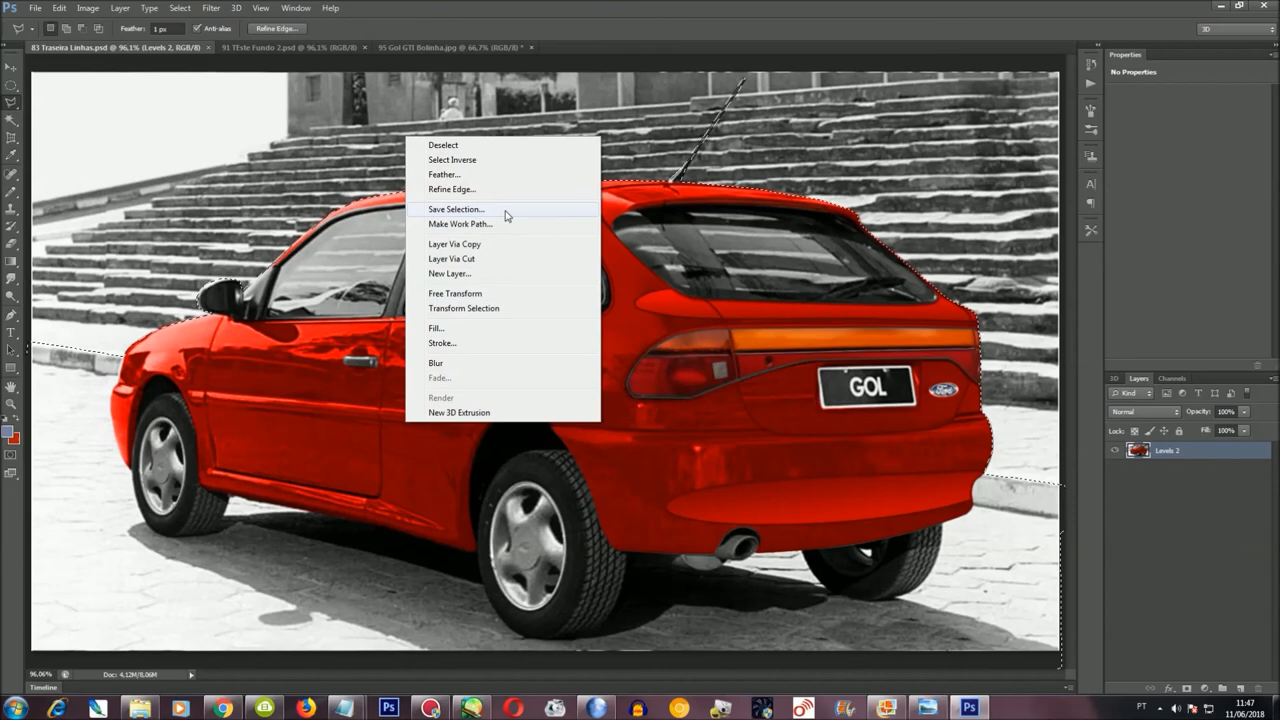 Ps File Edit Image Layer Type Select Filter 3D View Window Help
Feather: 1 px Anti-alias Refine Edge... 3D
83 Traseira Linhas.psd @ 96,1% (Levels 2, RGB/8) × 91 TEste Fundo 2.psd @ 96,1% (RGB/8) × 95 Gol GTI Bolinha.jpg @ 66,7% (RGB/8) * ×
Properties
No Properties
Deselect
Select Inverse
Feather...
Refine Edge...
Save Selection...
Make Work Path...
Layer Via Copy
Layer Via Cut
New Layer...
Free Transform
Transform Selection
Fill...
Stroke...
Blur
Fade...
Render
New 3D Extrusion
GOL
Ford
3D Layers Channels
Kind
Normal Opacity: 100%
Lock: Fill: 100%
Levels 2
96,06% Doc: 4,12M/8,06M
Timeline
Ps Ps
PT 11:47
11/06/2018